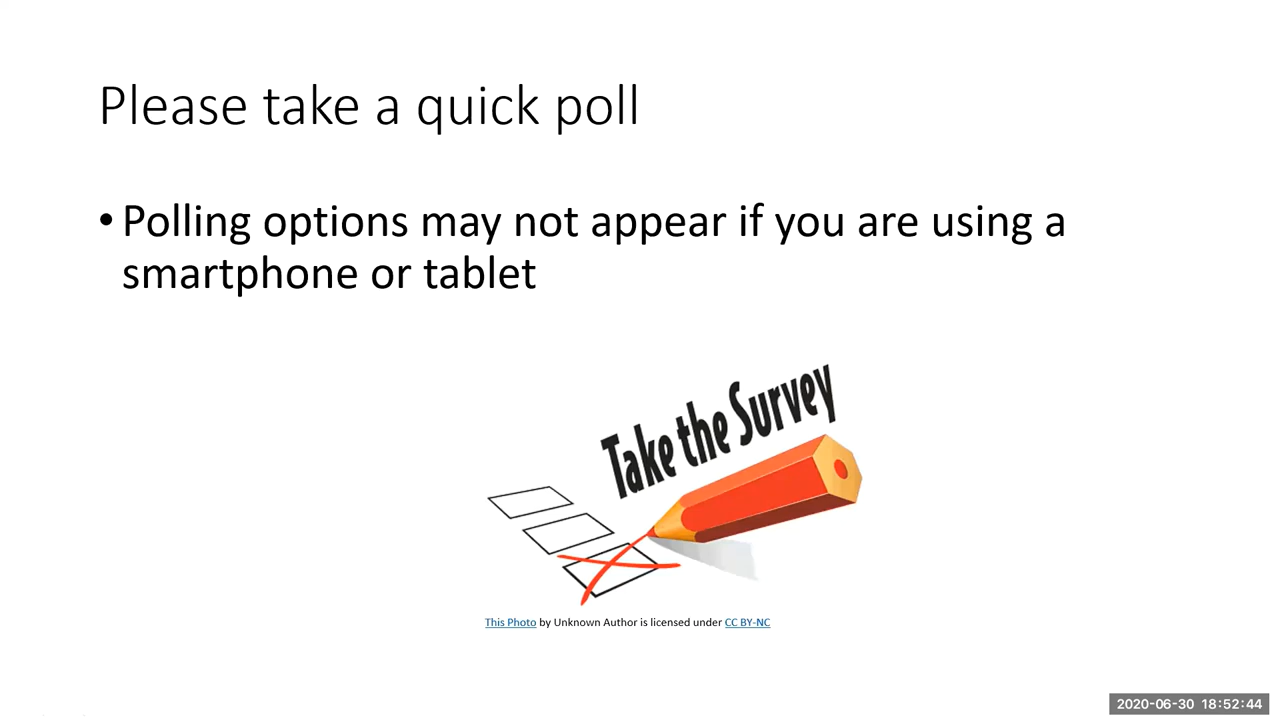 Please take a quick poll
• Polling options may not appear if you are using a
smartphone or tablet
Take the Survey
This Photo by Unknown Author is licensed under CC BY-NC
2020-06-30 18:52:44